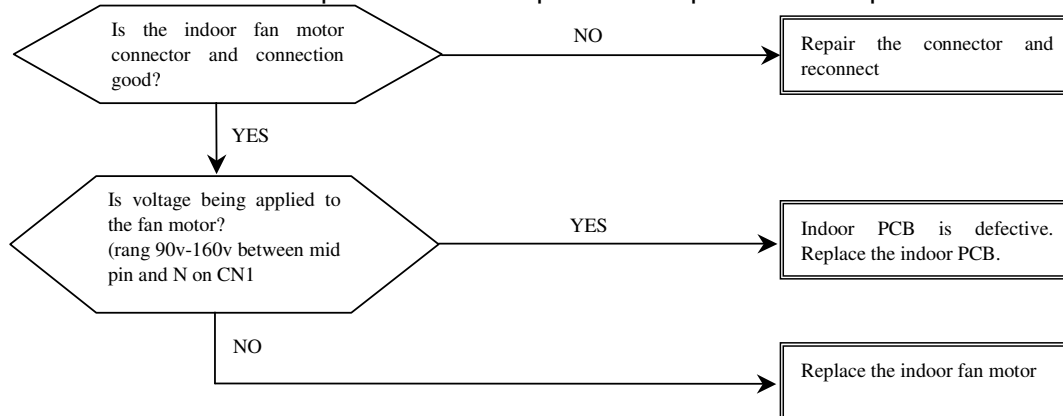 Is the indoor fan motor
connector and connection
good?
NO
Repair the connector and
reconnect
YES
Is voltage being applied to
the fan motor?
(rang 90v-160v between mid
pin and N on CN1
YES
Indoor PCB is defective.
Replace the indoor PCB.
NO
Replace the indoor fan motor